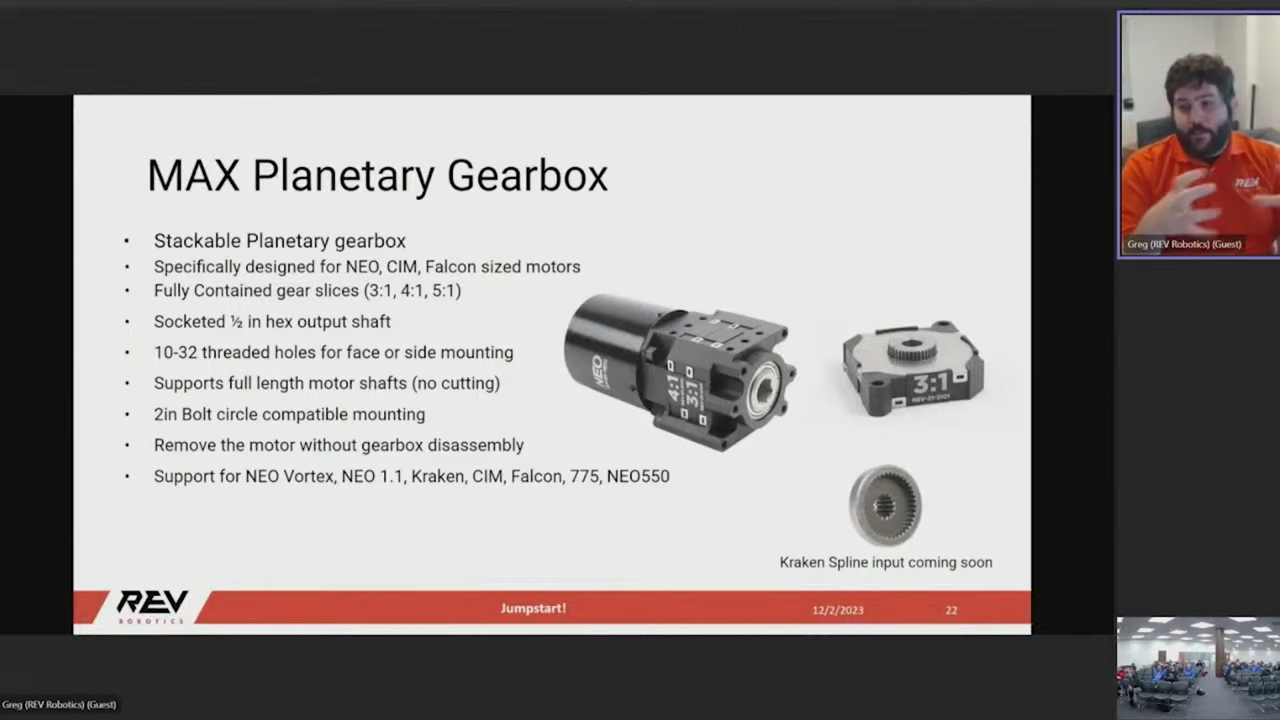 MAX Planetary Gearbox
• Stackable Planetary gearbox
• Specifically designed for NEO, CIM, Falcon sized motors
• Fully Contained gear slices (3:1, 4:1, 5:1)
• Socketed ½ in hex output shaft
• 10-32 threaded holes for face or side mounting
• Supports full length motor shafts (no cutting)
• 2in Bolt circle compatible mounting
• Remove the motor without gearbox disassembly
• Support for NEO Vortex, NEO 1.1, Kraken, CIM, Falcon, 775, NEO550
NEO
4:1
3:1
3:1
Kraken Spline input coming soon
REV
ROBOTICS
Jumpstart!
12/2/2023
22
REV
Greg (REV Robotics) (Guest)
Greg (REV Robotics) (Guest)